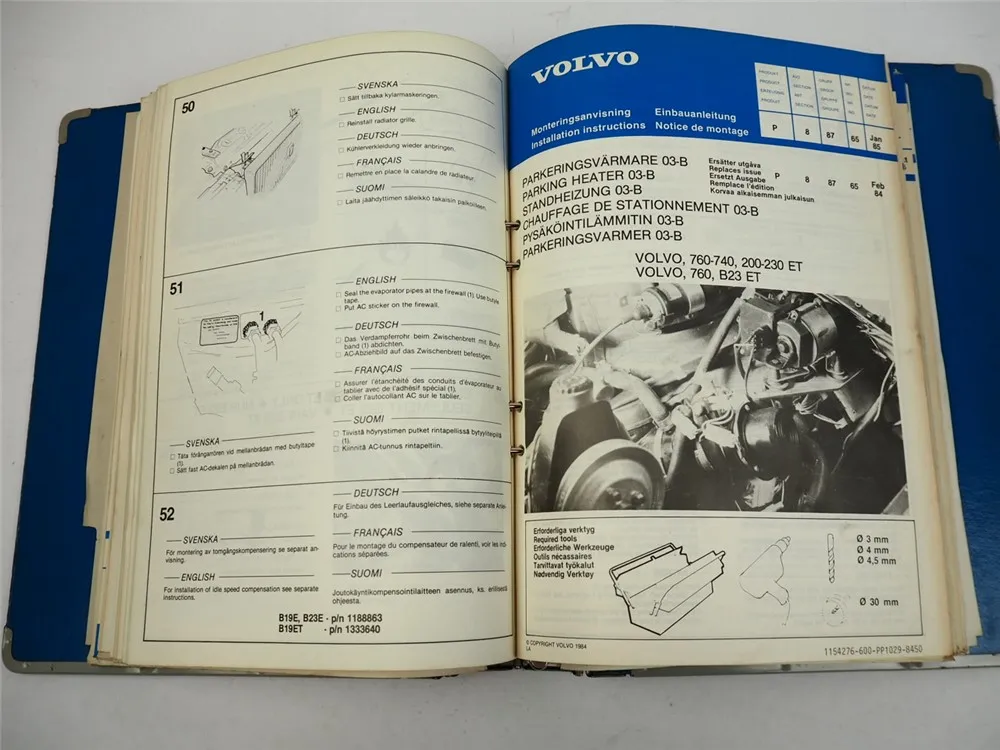 50
SVENSKA
□ Sätt tillbaka kylarmaskeringen.
ENGLISH
□ Reinstall radiator grille.
DEUTSCH
□ Kühlerverkleidung wieder anbringen.
FRANÇAIS
□ Remettre en place la calandre de radiateur.
SUOMI
□ Laita jäähdyttimen säleikkö takaisin paikoilleen.
51
1
ENGLISH
□ Seal the evaporator pipes at the firewall (1) Use butyle
tape.
□ Put AC sticker on the firewall.
DEUTSCH
□ Das Verdampferrohr beim Zwischenbrett mit Butyl-
band (1) abdichten.
□ AC-Abziehbild auf das Zwischenbrett befestigen.
FRANÇAIS
□ Assurer l'étanchéité des conduits d'évaporateur au
tablier avec de l'adhésif spécial (1).
□ Coller l'autocollant AC sur le tablier.
SUOMI
□ Tiivistä höyrystimen putket rintapellissä
(1).
□ Kiinnitä AC-tunnus rintapeltiin.
SVENSKA
□ Täta förångarrören vid mellanbrädan med butyltape
(1).
□ Sätt fast AC-dekalen på mellanbrädan.
52
SVENSKA
För montering av tomgångskompensering se separat an-
visning.
ENGLISH
For installation of idle speed compensation see separate
instructions.
DEUTSCH
Für Einbau des Leerlaufausgleiches, siehe separate Anlei-
tung.
FRANÇAIS
Pour le montage du compensateur de ralenti, voir les indi-
cations séparées.
SUOMI
Joutokäyntikompensointilaitteen asennus, ks. erillisestä
ohjeesta.
B19E, B23E - p/n 1188863
B19ET - p/n 1333640
VOLVO
Monteringsanvisning Einbauanleitung
Installation instructions Notice de montage
P 8 87 65 Jan
85
PARKERINGSVÄRMARE 03-B
PARKING HEATER 03-B
STANDHEIZUNG 03-B
CHAUFFAGE DE STATIONNEMENT 03-B
PYSÄKÖINTILÄMMITIN 03-B
PARKERINGSVARMER 03-B
Ersätter utgåva
Replaces issue
Ersetzt Ausgabe
Remplace l'édition
Korvaa aikaisemman julkaisun
P 8 87 65 Feb
84
VOLVO, 760-740, 200-230 ET
VOLVO, 760, B23 ET
Erforderliga verktyg
Required tools
Erforderliche Werkzeuge
Outils nécessaires
Tarvittavat työkalut
Nødvendig Verktøy
Ø 3 mm
Ø 4 mm
Ø 4,5 mm
Ø 30 mm
© COPYRIGHT VOLVO 1984
1154276-600-PP1029-8450